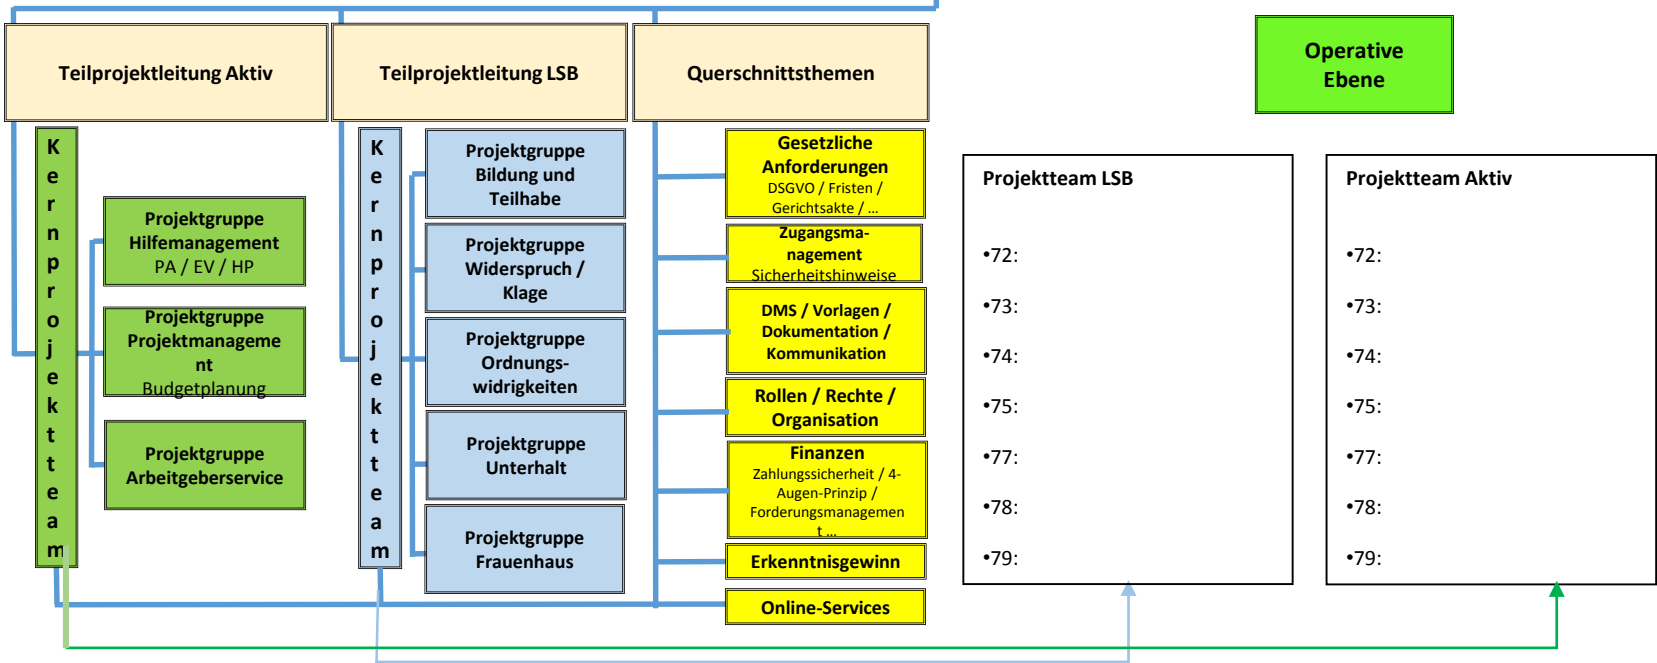 Teilprojektleitung Aktiv
Teilprojektleitung LSB
Querschnittsthemen
Operative
Ebene
Kernprojektteam
Projektgruppe
Hilfemanagement
PA / EV / HP
Projektgruppe
Projektmanageme
nt
Budgetplanung
Projektgruppe
Arbeitgeberservice
Kernprojektteam
Projektgruppe
Bildung und
Teilhabe
Projektgruppe
Widerspruch /
Klage
Projektgruppe
Ordnungs-
widrigkeiten
Projektgruppe
Unterhalt
Projektgruppe
Frauenhaus
Gesetzliche
Anforderungen
DSGVO / Fristen /
Gerichtsakte / ...
Zugangsma-
nagement
Sicherheitshinweise
DMS / Vorlagen /
Dokumentation /
Kommunikation
Rollen / Rechte /
Organisation
Finanzen
Zahlungssicherheit / 4-
Augen-Prinzip /
Forderungsmanagemen
t ...
Erkenntnisgewinn
Online-Services
Projektteam LSB
•72:
•73:
•74:
•75:
•77:
•78:
•79:
Projektteam Aktiv
•72:
•73:
•74:
•75:
•77:
•78:
•79: